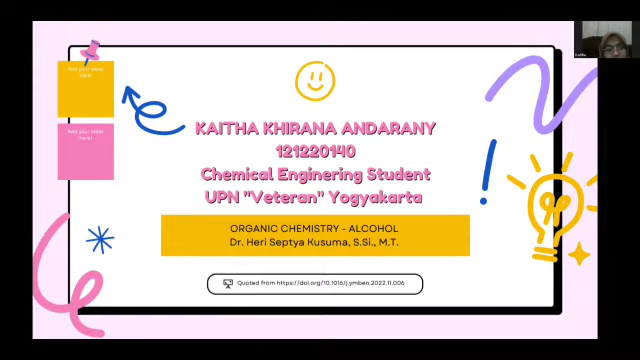 Add your ideas
here!
Add your ideas
here!
KAITHA KHIRANA ANDARANY
121220140
Chemical Enginering Student
UPN "Veteran" Yogyakarta
ORGANIC CHEMISTRY - ALCOHOL
Dr. Heri Septya Kusuma, S.Si., M.T.
Quoted from https://doi.org/10.1016/j.ymben.2022.11.006